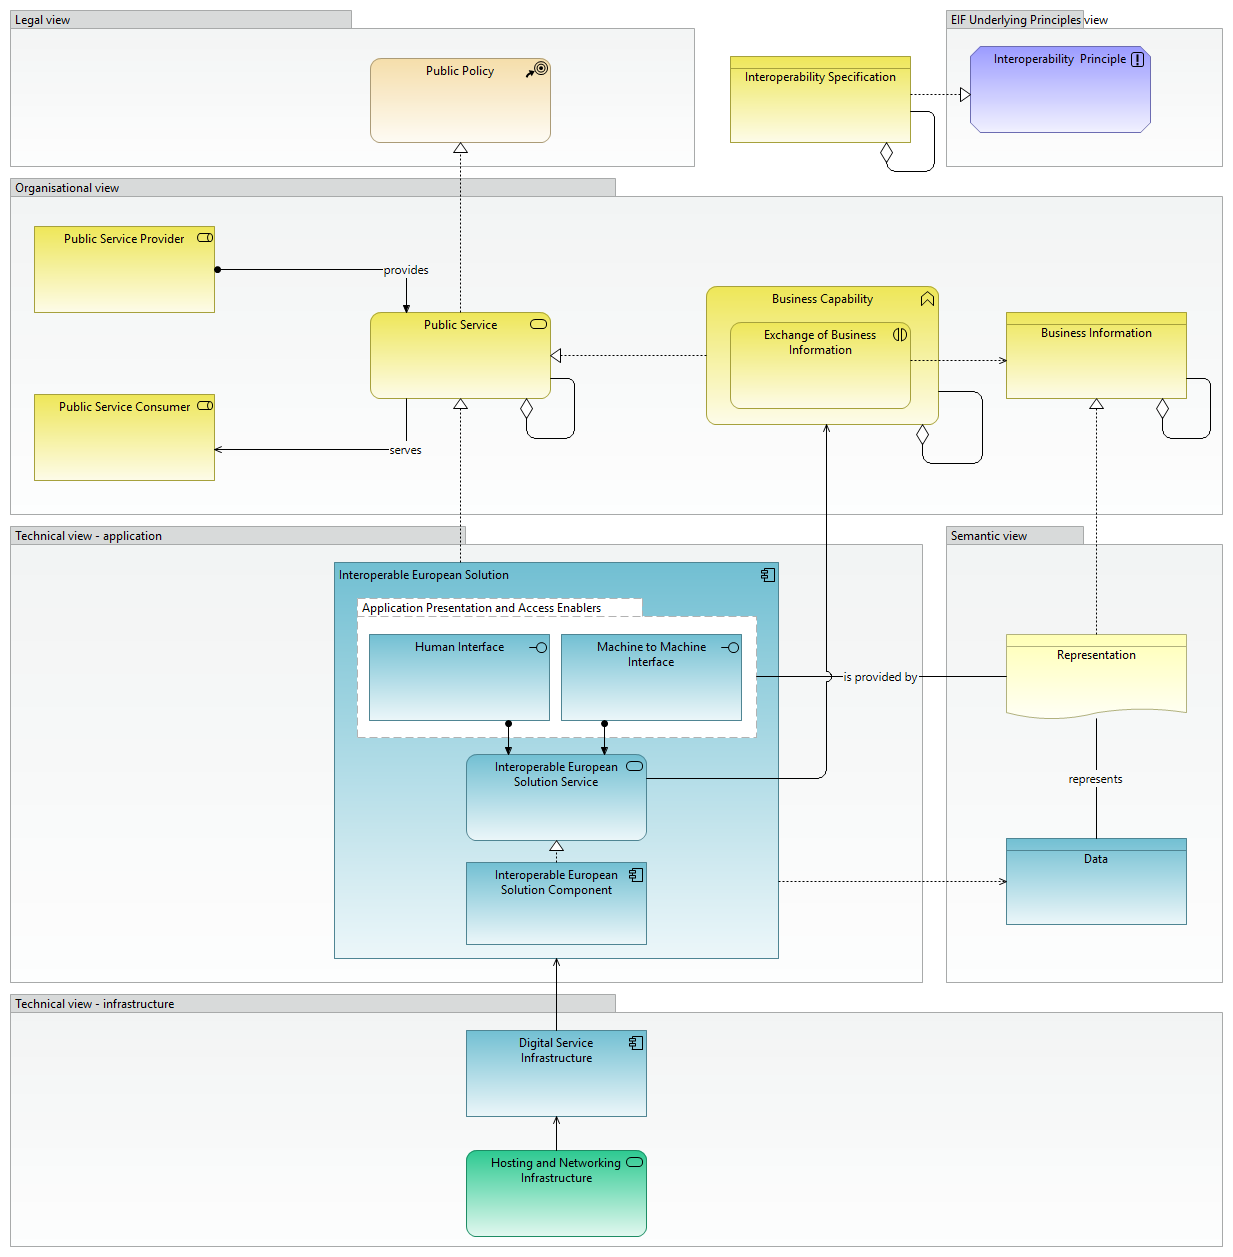 Legal view
Public Policy
Interoperability Specification
EIF Underlying Principles view
Interoperability Principle
Organisational view
Public Service Provider
provides
Public Service
Public Service Consumer
serves
Business Capability
Exchange of Business
Information
Business Information
Technical view - application
Interoperable European Solution
Application Presentation and Access Enablers
Human Interface
Machine to Machine
Interface
is provided by
Interoperable European
Solution Service
Interoperable European
Solution Component
Semantic view
Representation
represents
Data
Technical view - infrastructure
Digital Service
Infrastructure
Hosting and Networking
Infrastructure